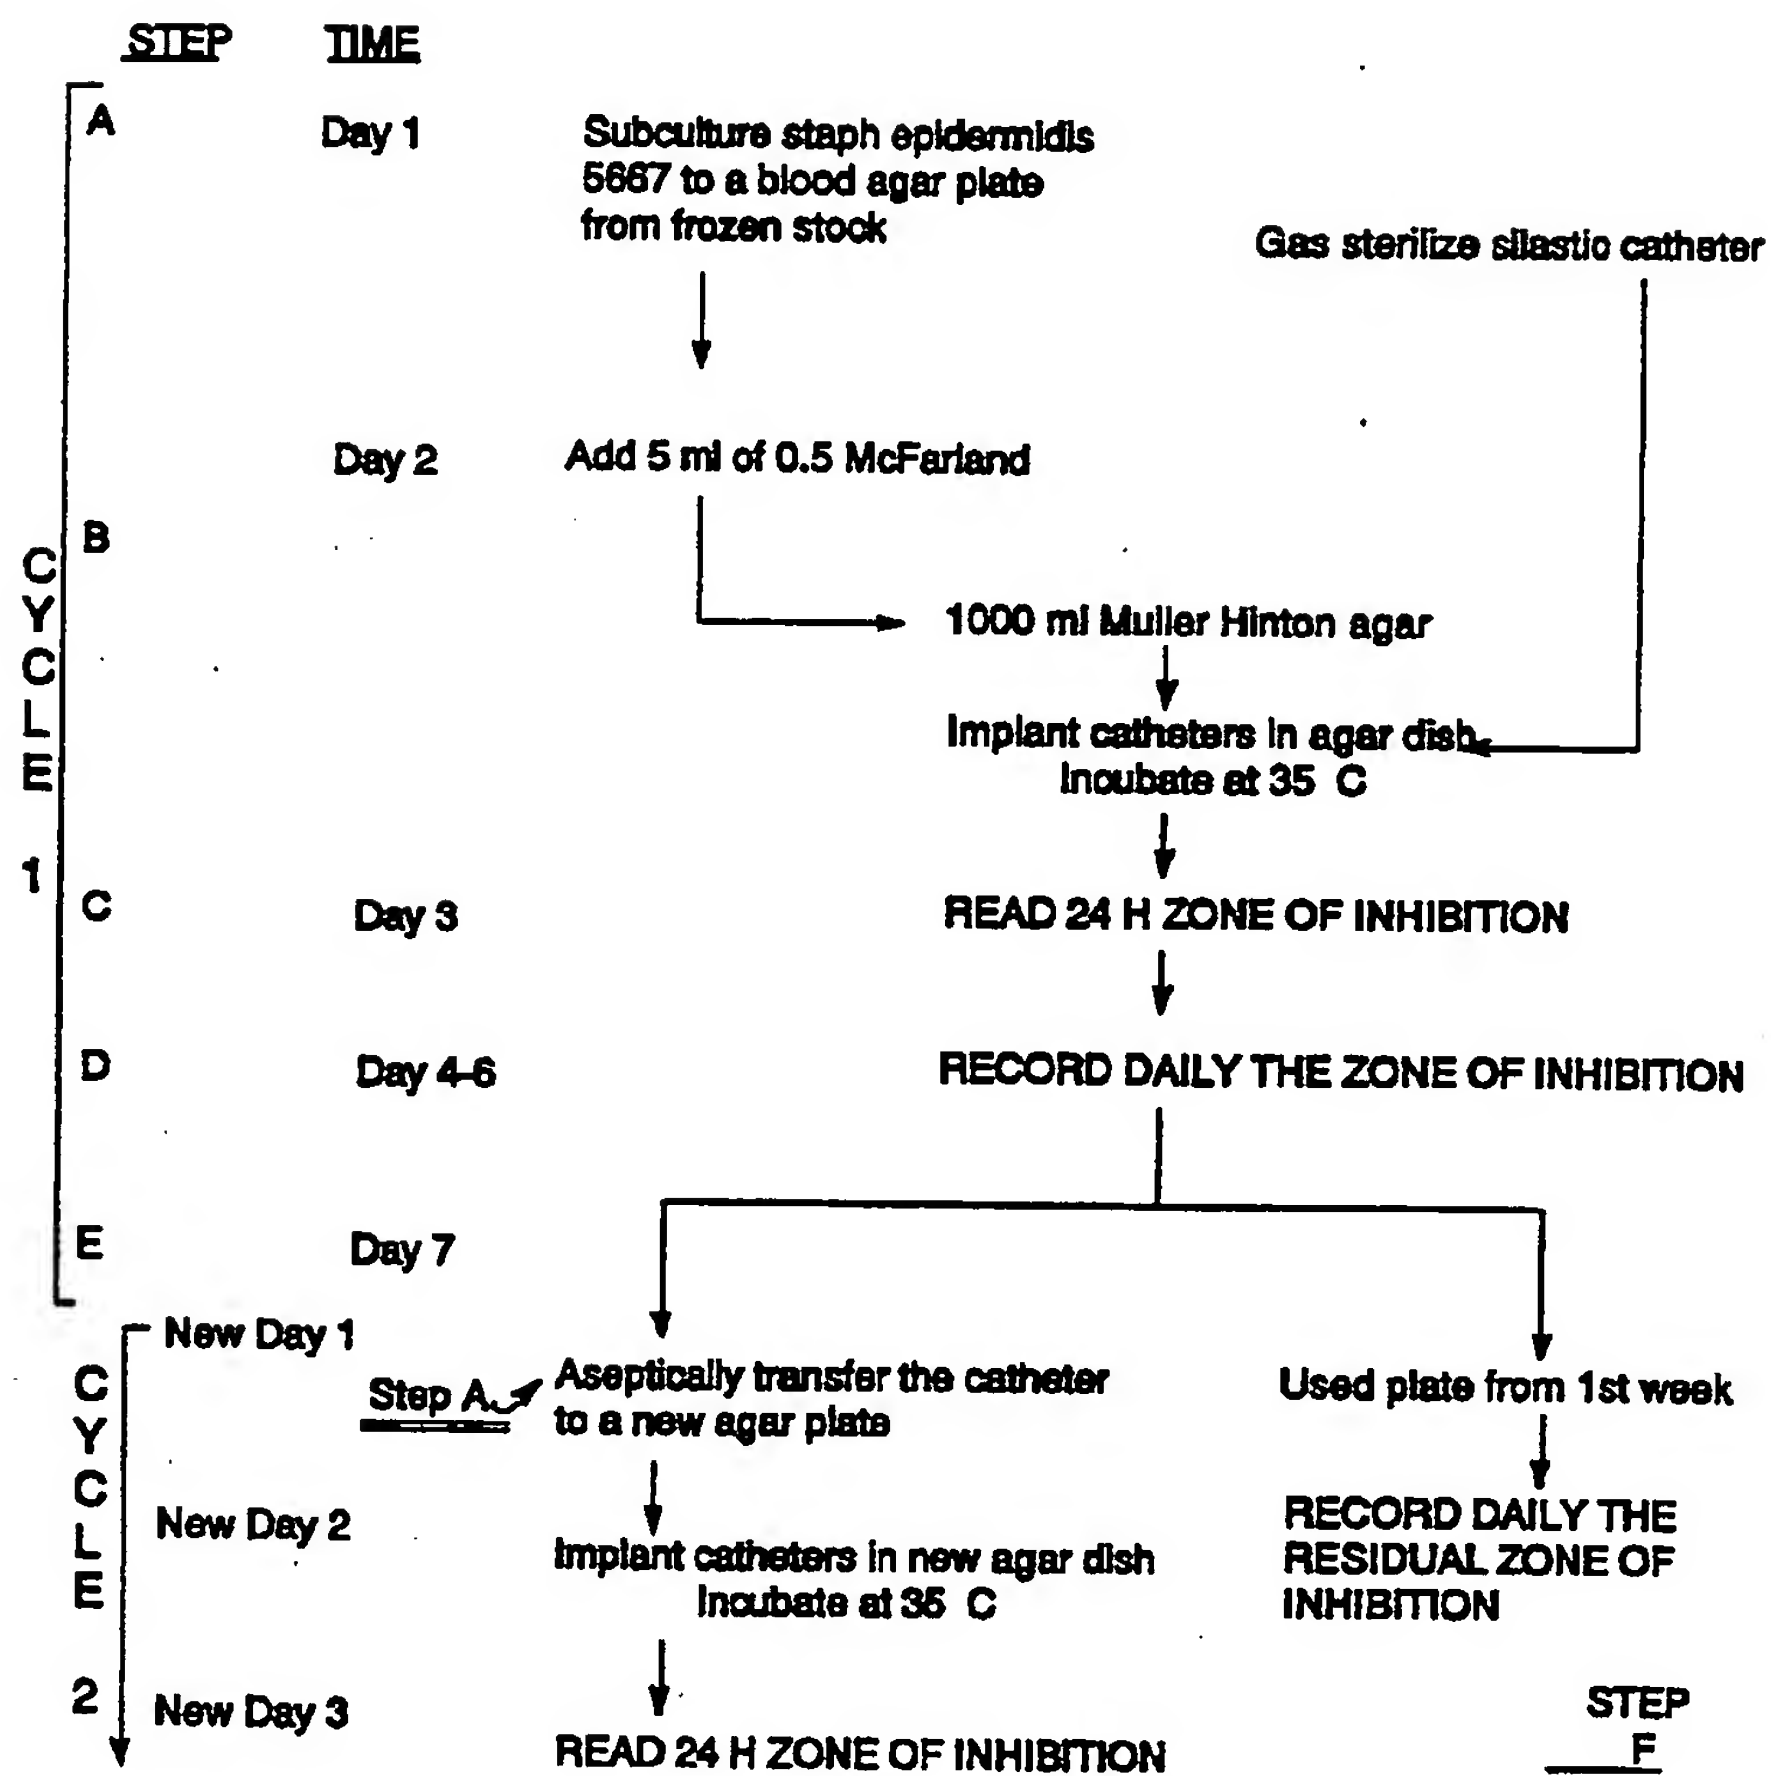 STEP TIME
A Day 1 Subculture staph epidermidis
5667 to a blood agar plate
from frozen stock
Gas sterilize silastic catheter
Day 2 Add 5 ml of 0.5 McFarland
B
CYCLE 1
1000 ml Muller Hinton agar
Implant catheters in agar dish
Incubate at 35 C
C Day 3 READ 24 H ZONE OF INHIBITION
D Day 4-6 RECORD DAILY THE ZONE OF INHIBITION
E Day 7
CYCLE 2
New Day 1
Step A
Aseptically transfer the catheter
to a new agar plate
Used plate from 1st week
New Day 2
Implant catheters in new agar dish
Incubate at 35 C
RECORD DAILY THE
RESIDUAL ZONE OF
INHIBITION
New Day 3
READ 24 H ZONE OF INHIBITION
STEP
F